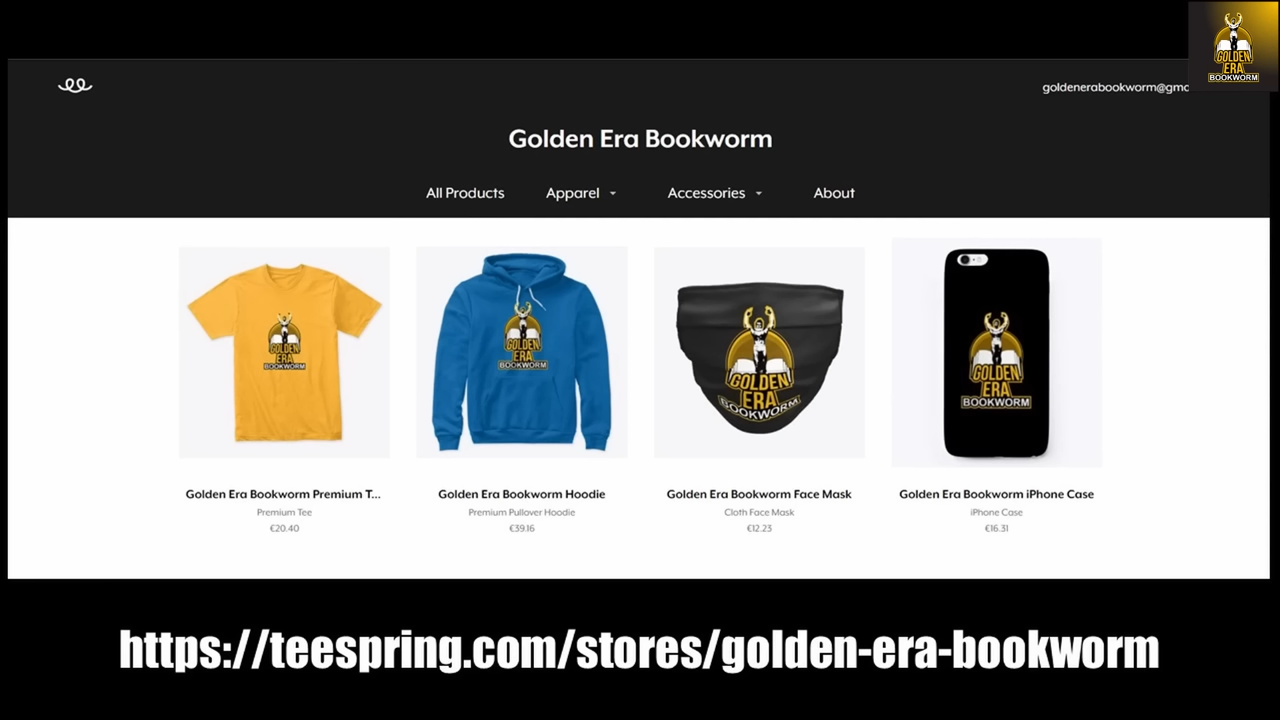 GOLDEN
ERA
BOOKWORM
goldenerabookworm@gmo
Golden Era Bookworm
All Products
Apparel
Accessories
About
GOLDEN
ERA
BOOKWORM
GOLDEN
ERA
BOOKWORM
GOLDEN
ERA
BOOKWORM
GOLDEN
ERA
BOOKWORM
Golden Era Bookworm Premium T...
Golden Era Bookworm Hoodie
Golden Era Bookworm Face Mask
Golden Era Bookworm iPhone Case
Premium Tee
Premium Pullover Hoodie
Cloth Face Mask
iPhone Case
€20.40
€39.16
€12.23
€16.31
https://teespring.com/stores/golden-era-bookworm